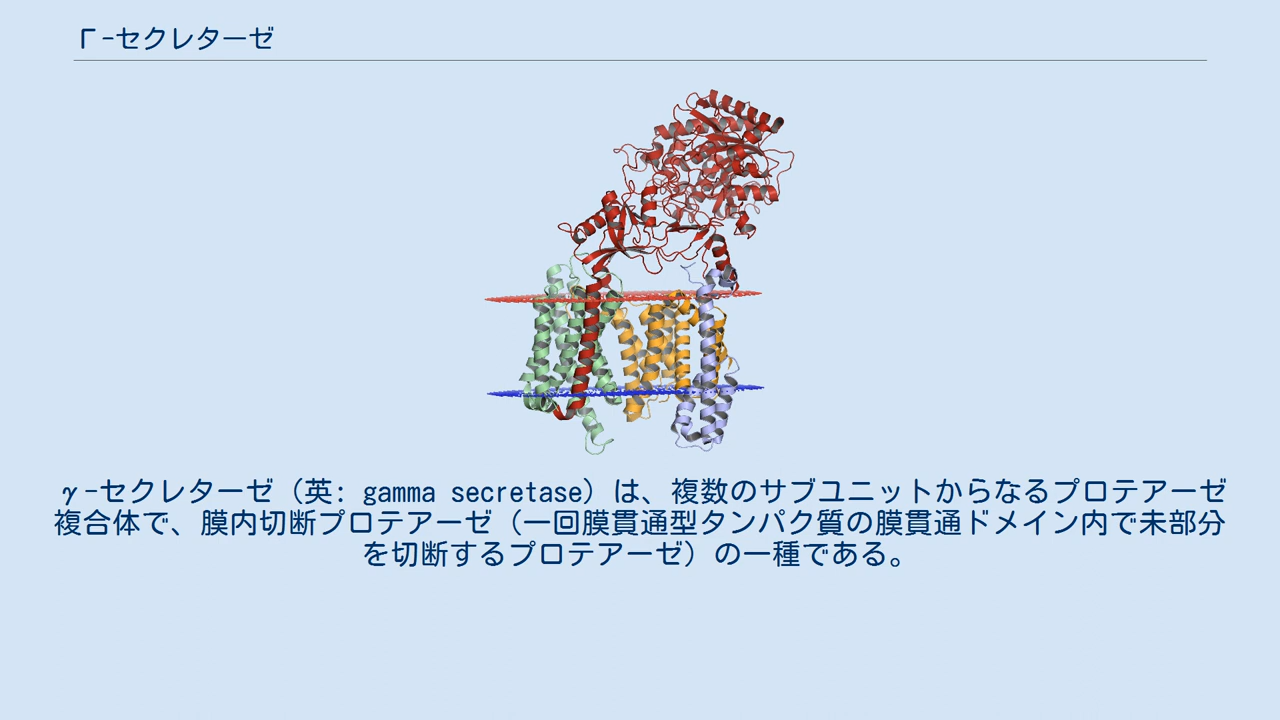 Γ-セクレターゼ
γ-セクレターゼ（英: gamma secretase）は、複数のサブユニットからなるプロテアーゼ
複合体で、膜内切断プロテアーゼ（一回膜貫通型タンパク質の膜貫通ドメイン内で未部分
を切断するプロテアーゼ）の一種である。